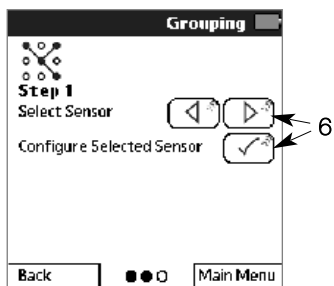 Grouping
Step 1
Select Sensor
6
Configure Selected Sensor
Back
Main Menu